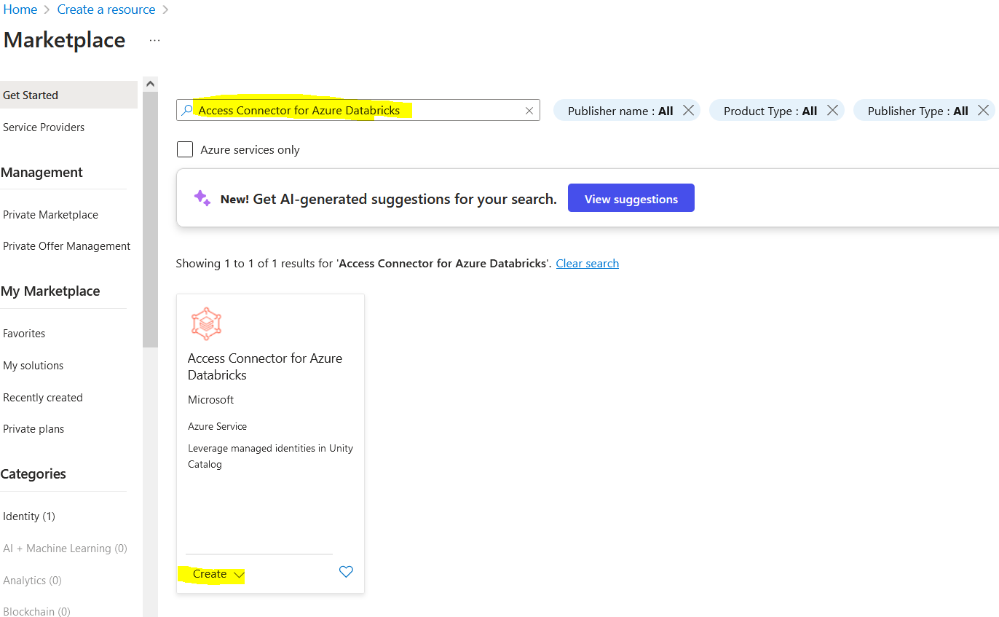 Home > Create a resource >
Marketplace ...
Get Started
Service Providers
Management
Private Marketplace
Private Offer Management
My Marketplace
Favorites
My solutions
Recently created
Private plans
Categories
Identity (1)
AI + Machine Learning (0)
Analytics (0)
Blockchain (0)
Access Connector for Azure Databricks
Publisher name : All
Product Type : All
Publisher Type : All
Azure services only
New! Get AI-generated suggestions for your search.
View suggestions
Showing 1 to 1 of 1 results for 'Access Connector for Azure Databricks'. Clear search
Access Connector for Azure
Databricks
Microsoft
Azure Service
Leverage managed identities in Unity
Catalog
Create